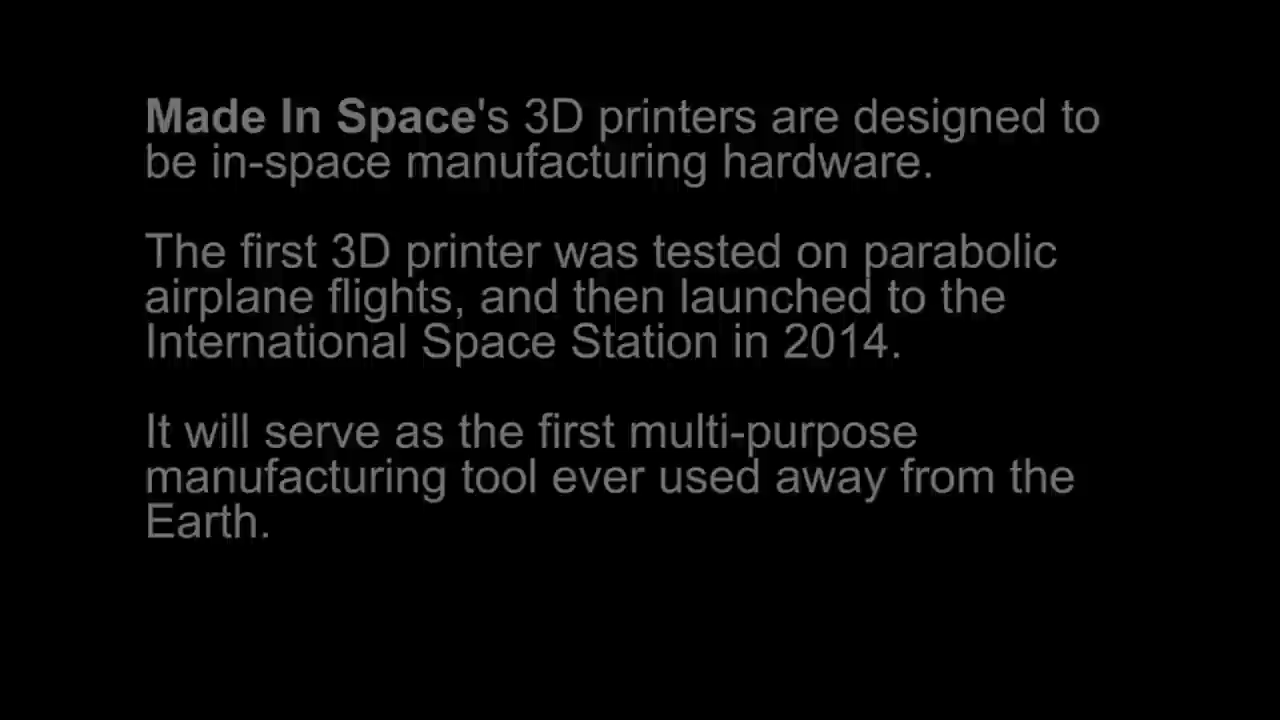 Made In Space's 3D printers are designed to
be in-space manufacturing hardware.
The first 3D printer was tested on parabolic
airplane flights, and then launched to the
International Space Station in 2014.
It will serve as the first multi-purpose
manufacturing tool ever used away from the
Earth.